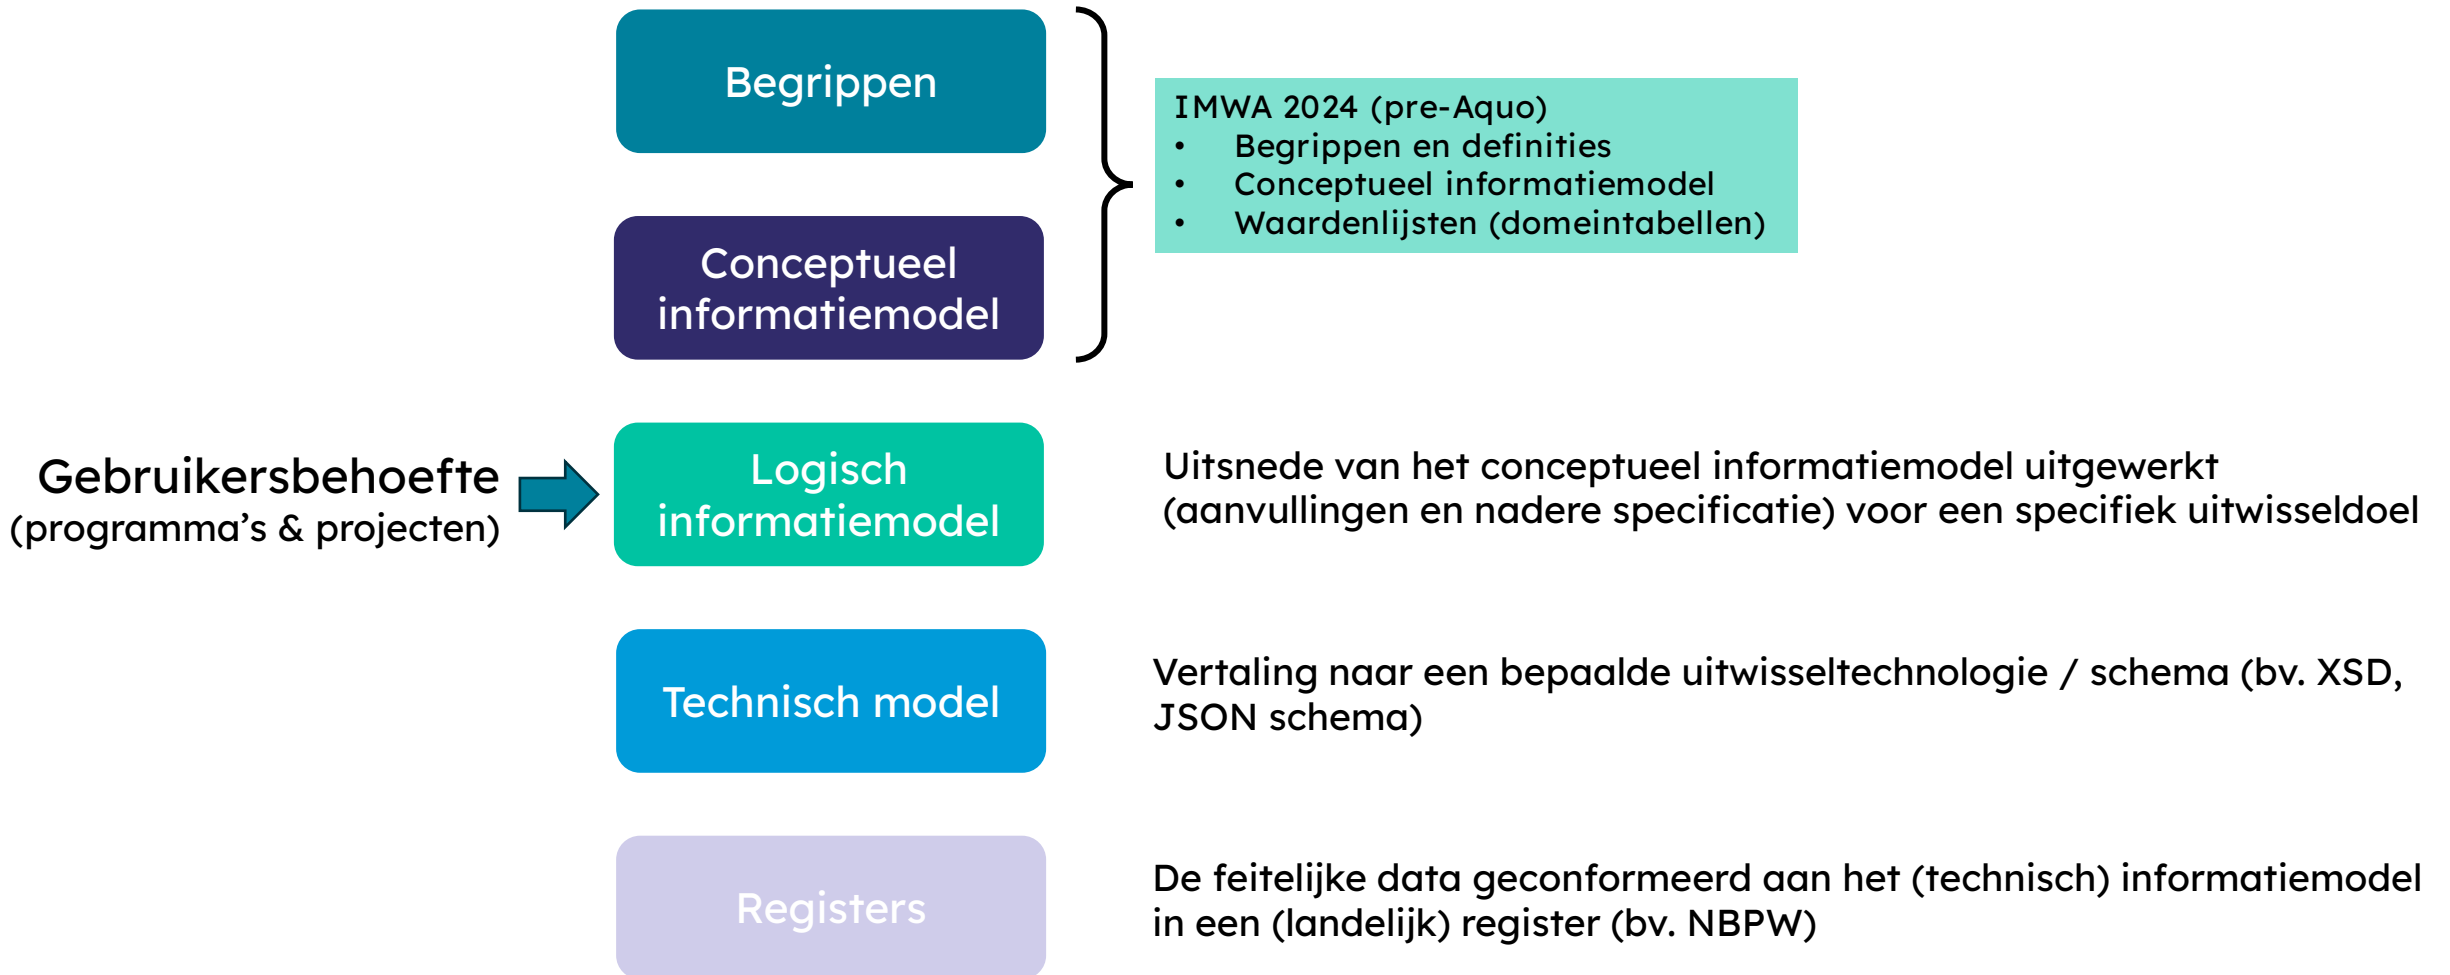 Begrippen
IMWA 2024 (pre-Aquo)
• Begrippen en definities
• Conceptueel informatiemodel
• Waardenlijsten (domeintabellen)
Conceptueel
informatiemodel
Gebruikersbehoefte
(programma’s & projecten)
Logisch
informatiemodel
Uitsnede van het conceptueel informatiemodel uitgewerkt
(aanvullingen en nadere specificatie) voor een specifiek uitwisseldoel
Technisch model
Vertaling naar een bepaalde uitwisseltechnologie / schema (bv. XSD,
JSON schema)
Registers
De feitelijke data geconformeerd aan het (technisch) informatiemodel
in een (landelijk) register (bv. NBPW)